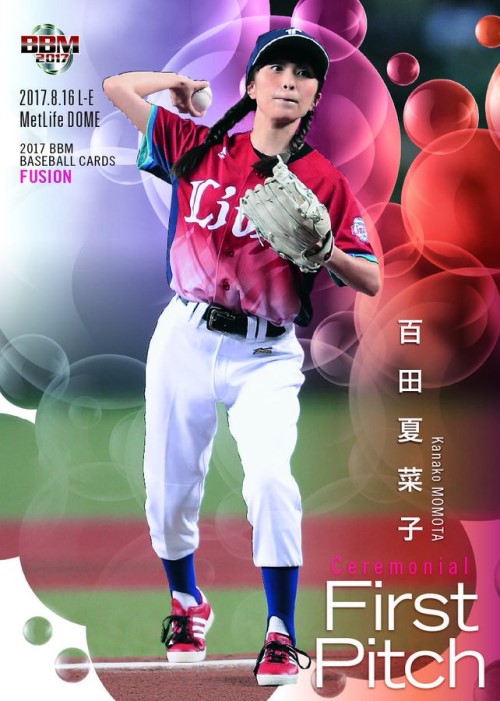 BBM
2017
2017.8.16 L-E
MetLife DOME
2017 BBM
BASEBALL CARDS
FUSION
百田夏菜子
Kanako MOMOTA
Ceremonial
First
Pitch